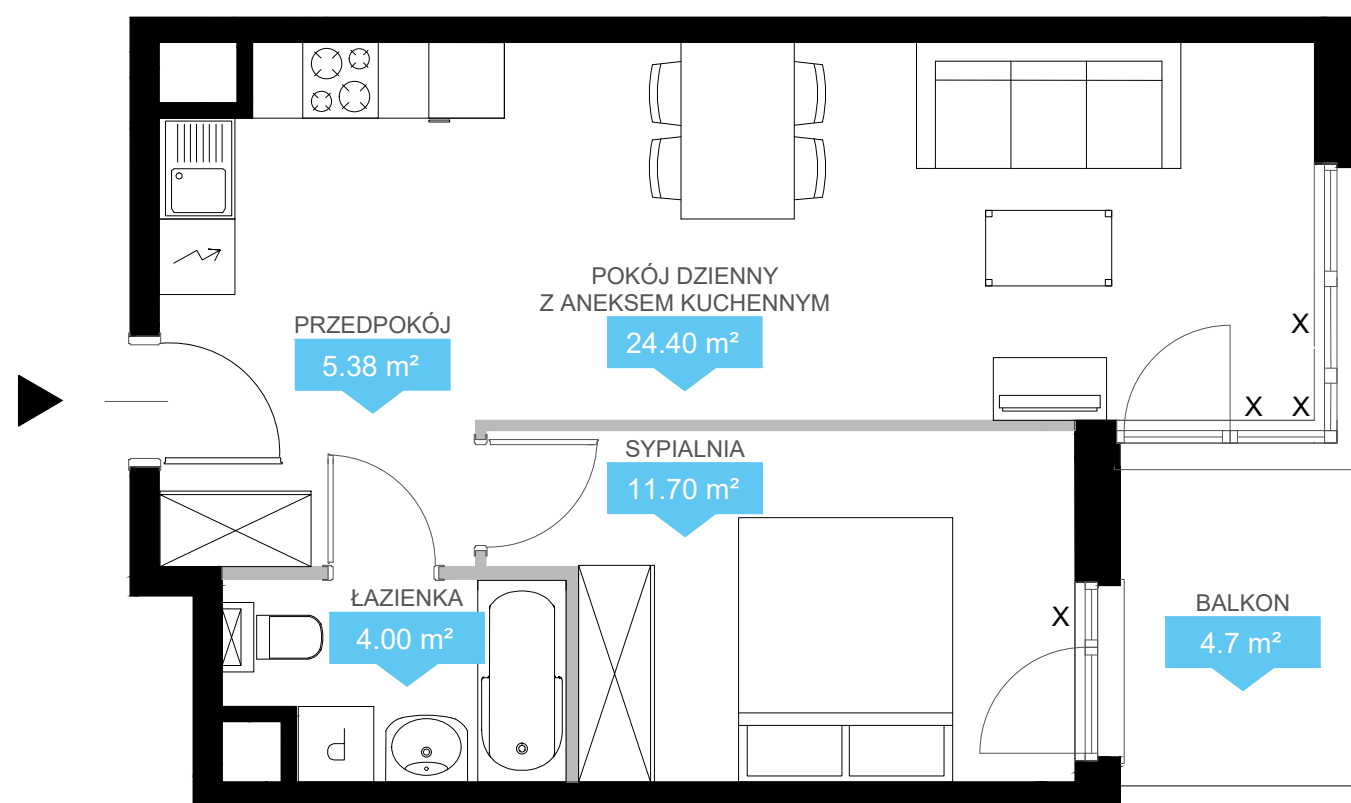 POKÓJ DZIENNY
Z ANEKSEM KUCHENNYM
24.40 m²
PRZEDPOKÓJ
5.38 m²
X
X X
SYPIALNIA
11.70 m²
ŁAZIENKA
4.00 m²
X
BALKON
4.7 m²
P